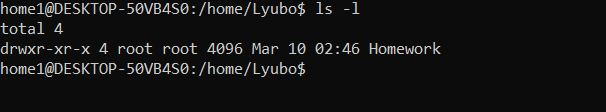 home1@DESKTOP-50VB4S0:/home/Lyubo$ ls -l
total 4
drwxr-xr-x 4 root root 4096 Mar 10 02:46 Homework
home1@DESKTOP-50VB4S0:/home/Lyubo$